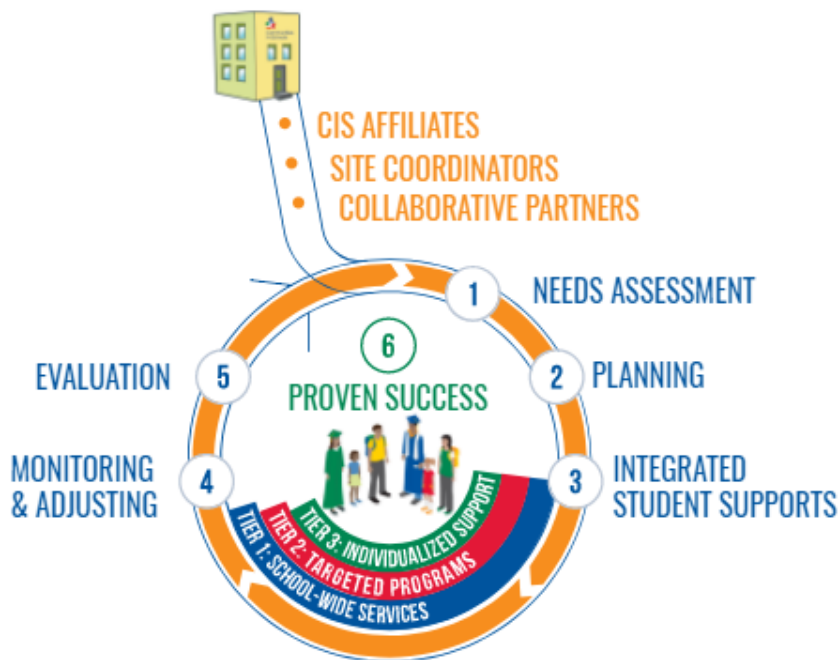 CIS AFFILIATES
SITE COORDINATORS
COLLABORATIVE PARTNERS
1
NEEDS ASSESSMENT
2
PLANNING
3
INTEGRATED
STUDENT SUPPORTS
4
MONITORING
& ADJUSTING
5
EVALUATION
6
PROVEN SUCCESS
TIER 3: INDIVIDUALIZED SUPPORT
TIER 2: TARGETED PROGRAMS
TIER 1: SCHOOL-WIDE SERVICES